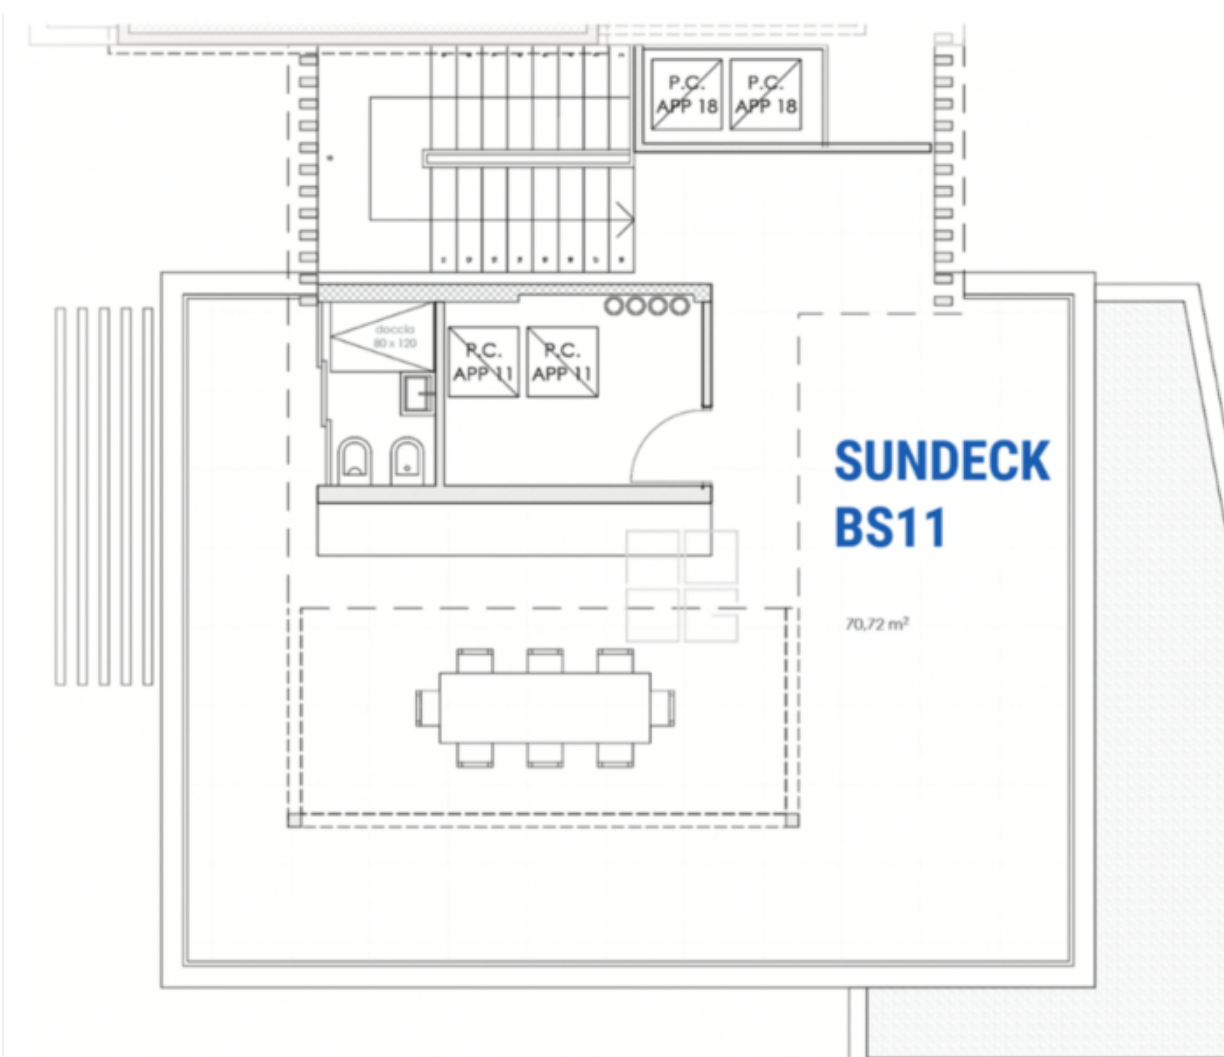 P.C.
APP 18
P.C.
APP 18
doccia
80 x 120
P.C.
APP 11
P.C.
APP 11
SUNDECK
BS11
70,72 m²